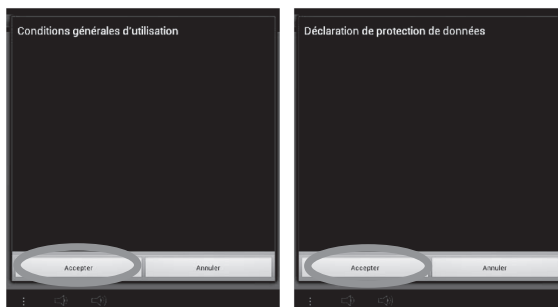 Conditions générales d'utilisation
Accepter
Annuler
Déclaration de protection de données
Accepter
Annuler